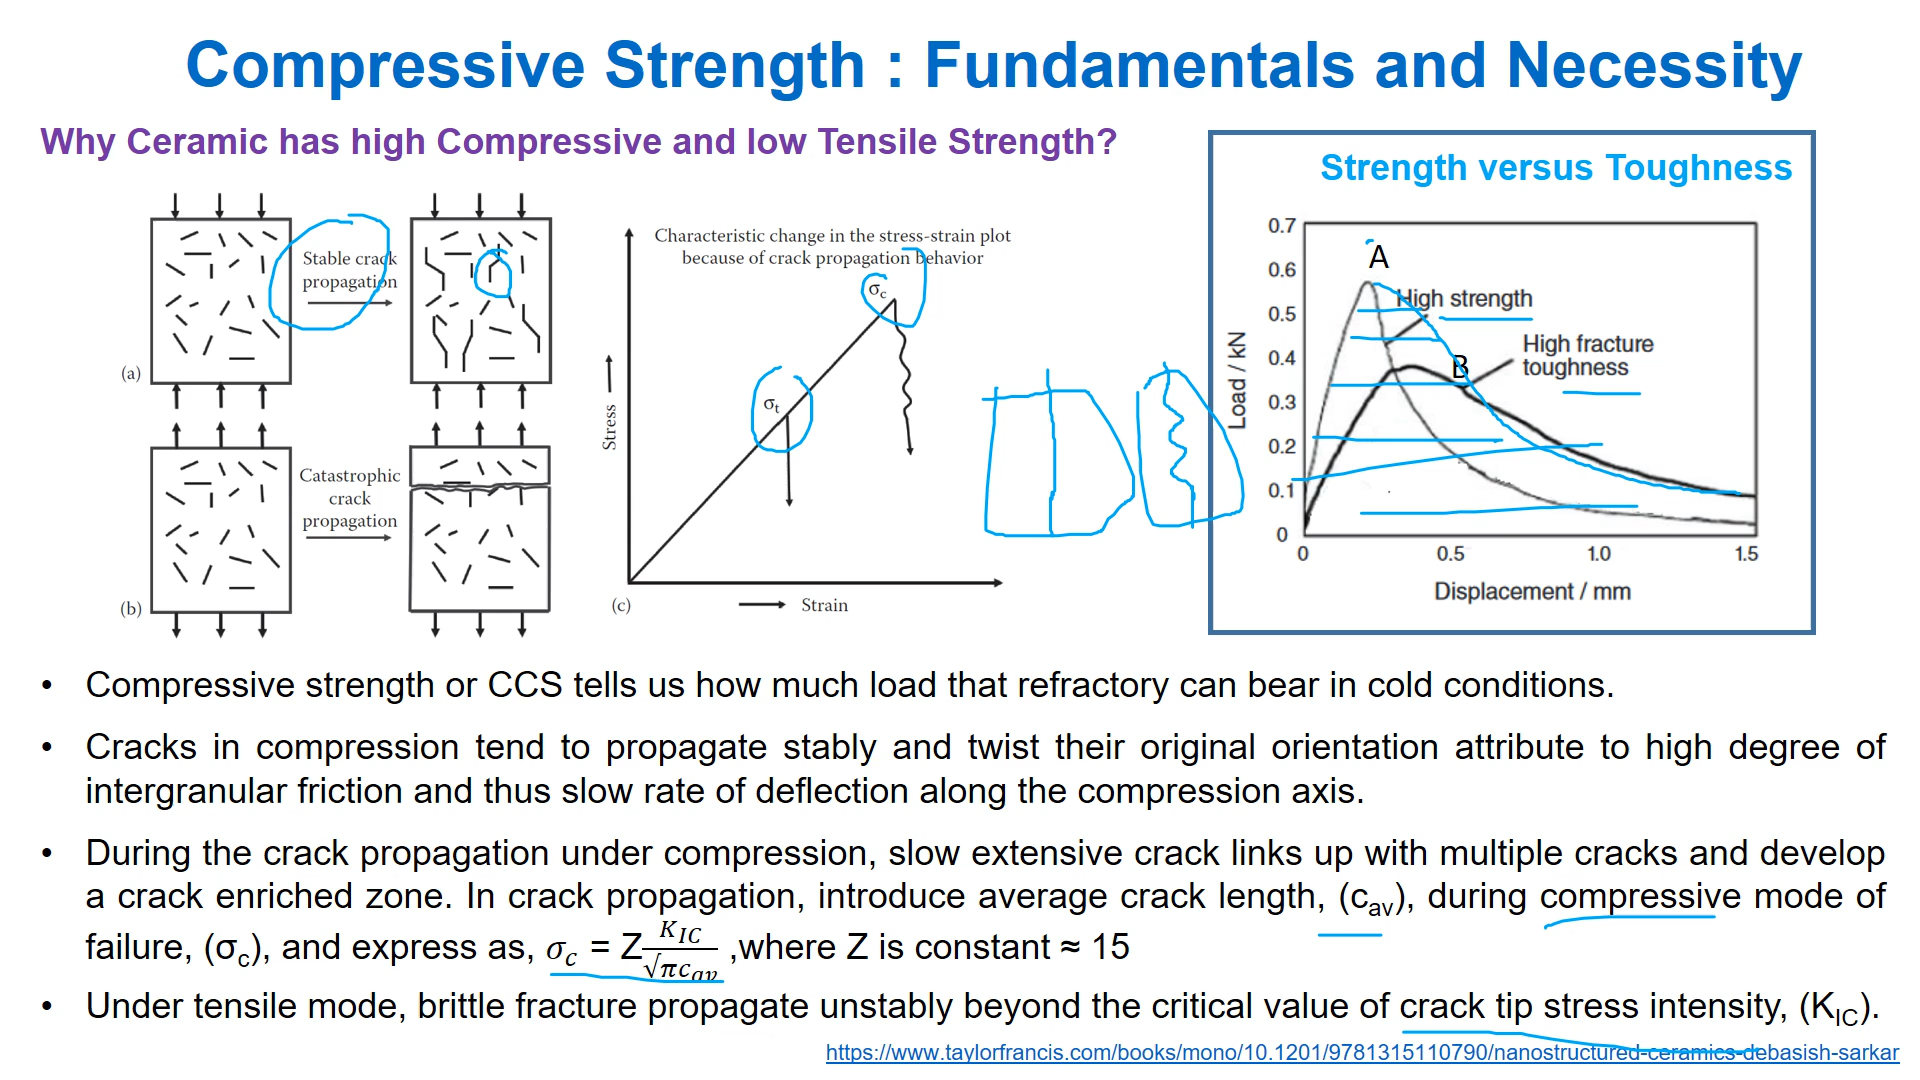 Compressive Strength : Fundamentals and Necessity
Why Ceramic has high Compressive and low Tensile Strength?
Stable crack
propagation
(a)
Catastrophic
crack
propagation
(b)
Characteristic change in the stress-strain plot
because of crack propagation behavior
σc
σt
Stress
Strain
(c)
Strength versus Toughness
0.7
0.6
0.5
0.4
0.3
0.2
0.1
0
Load / kN
A
High strength
B
High fracture
toughness
0 0.5 1.0 1.5
Displacement / mm
• Compressive strength or CCS tells us how much load that refractory can bear in cold conditions.
• Cracks in compression tend to propagate stably and twist their original orientation attribute to high degree of
intergranular friction and thus slow rate of deflection along the compression axis.
• During the crack propagation under compression, slow extensive crack links up with multiple cracks and develop
a crack enriched zone. In crack propagation, introduce average crack length, (cav), during compressive mode of
failure, (σc), and express as, σc = Z KIC/√πcav ,where Z is constant ≈ 15
• Under tensile mode, brittle fracture propagate unstably beyond the critical value of crack tip stress intensity, (KIC).
https://www.taylorfrancis.com/books/mono/10.1201/9781315110790/nanostructured-ceramics-debasish-sarkar